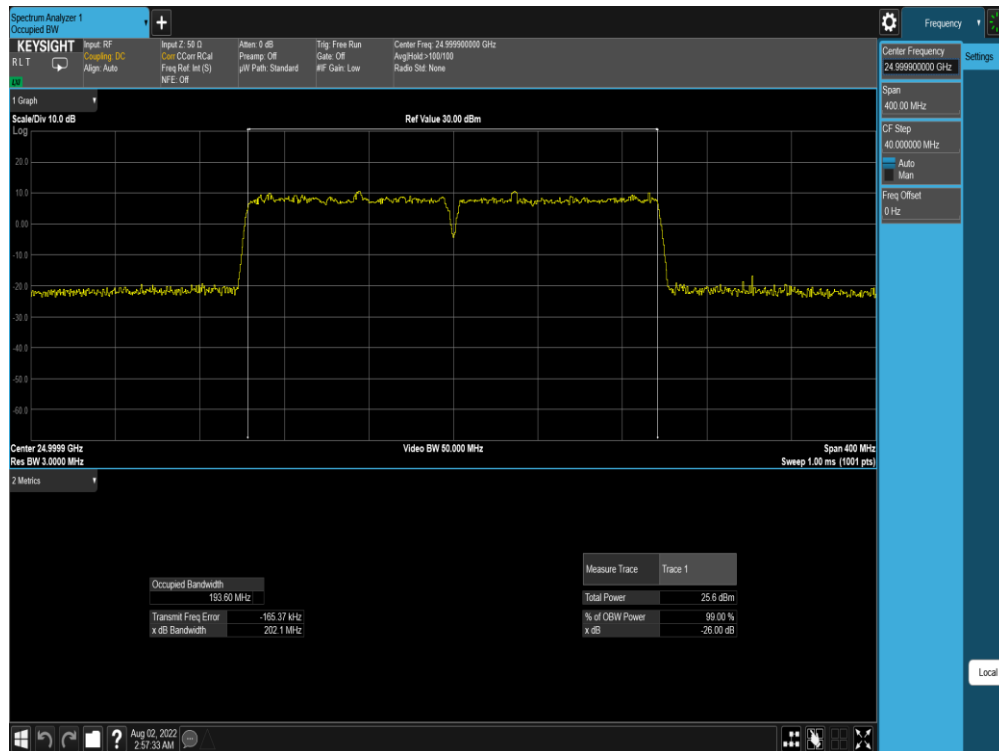 Spectrum Analyzer 1
Occupied BW
+
Frequency
KEYSIGHT
R L T
LXI
Input: RF
Coupling: DC
Align: Auto
Input Z: 50 Ω
Corr CCorr RCal
Freq Ref: Int (S)
NFE: Off
Atten: 0 dB
Preamp: Off
µW Path: Standard
Trig: Free Run
Gate: Off
#IF Gain: Low
Center Freq: 24.999900000 GHz
Avg|Hold:>100/100
Radio Std: None
Center Frequency
24.999900000 GHz
Settings
Span
400.00 MHz
CF Step
40.000000 MHz
Auto
Man
Freq Offset
0 Hz
1 Graph
Scale/Div 10.0 dB
Ref Value 30.00 dBm
Log
20.0
10.0
0.00
-10.0
-20.0
-30.0
-40.0
-50.0
-60.0
Center 24.9999 GHz
Video BW 50.000 MHz
Span 400 MHz
Res BW 3.0000 MHz
Sweep 1.00 ms (1001 pts)
2 Metrics
Occupied Bandwidth
193.60 MHz
Transmit Freq Error -165.37 kHz
x dB Bandwidth 202.1 MHz
Measure Trace Trace 1
Total Power 25.6 dBm
% of OBW Power 99.00 %
x dB -26.00 dB
Local
?
Aug 02, 2022
2:57:33 AM